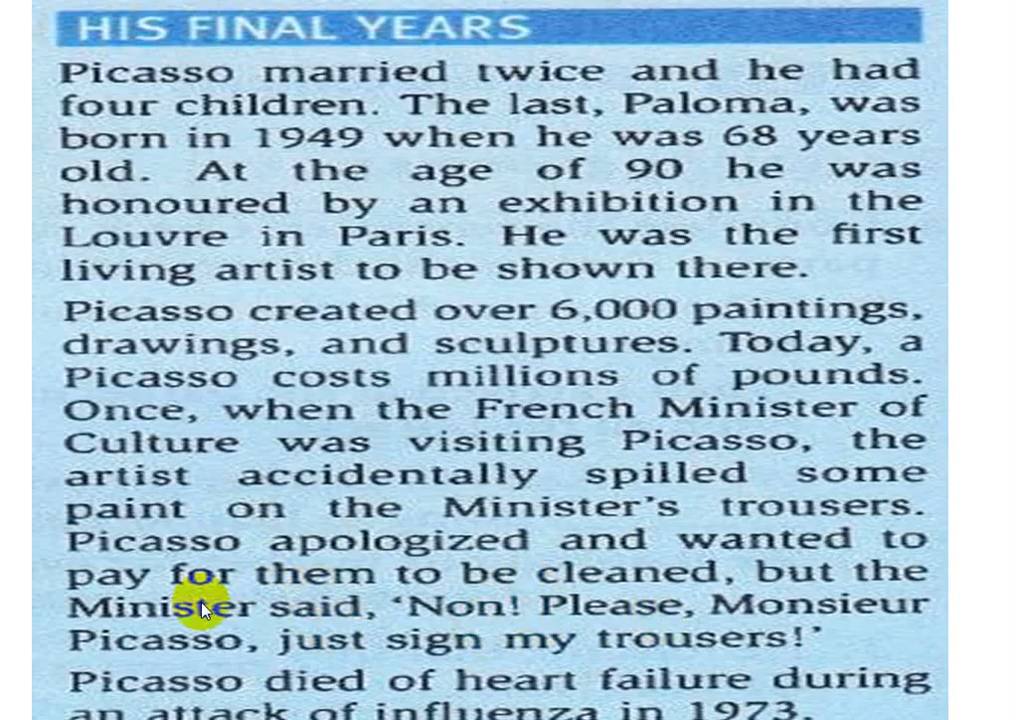 HIS FINAL YEARS
Picasso married twice and he had
four children. The last, Paloma, was
born in 1949 when he was 68 years
old. At the age of 90 he was
honoured by an exhibition in the
Louvre in Paris. He was the first
living artist to be shown there.
Picasso created over 6,000 paintings,
drawings, and sculptures. Today, a
Picasso costs millions of pounds.
Once, when the French Minister of
Culture was visiting Picasso, the
artist accidentally spilled some
paint on the Minister's trousers.
Picasso apologized and wanted to
pay for them to be cleaned, but the
Minister said, ‘Non! Please, Monsieur
Picasso, just sign my trousers!’
Picasso died of heart failure during
an attack of influenza in 1973.